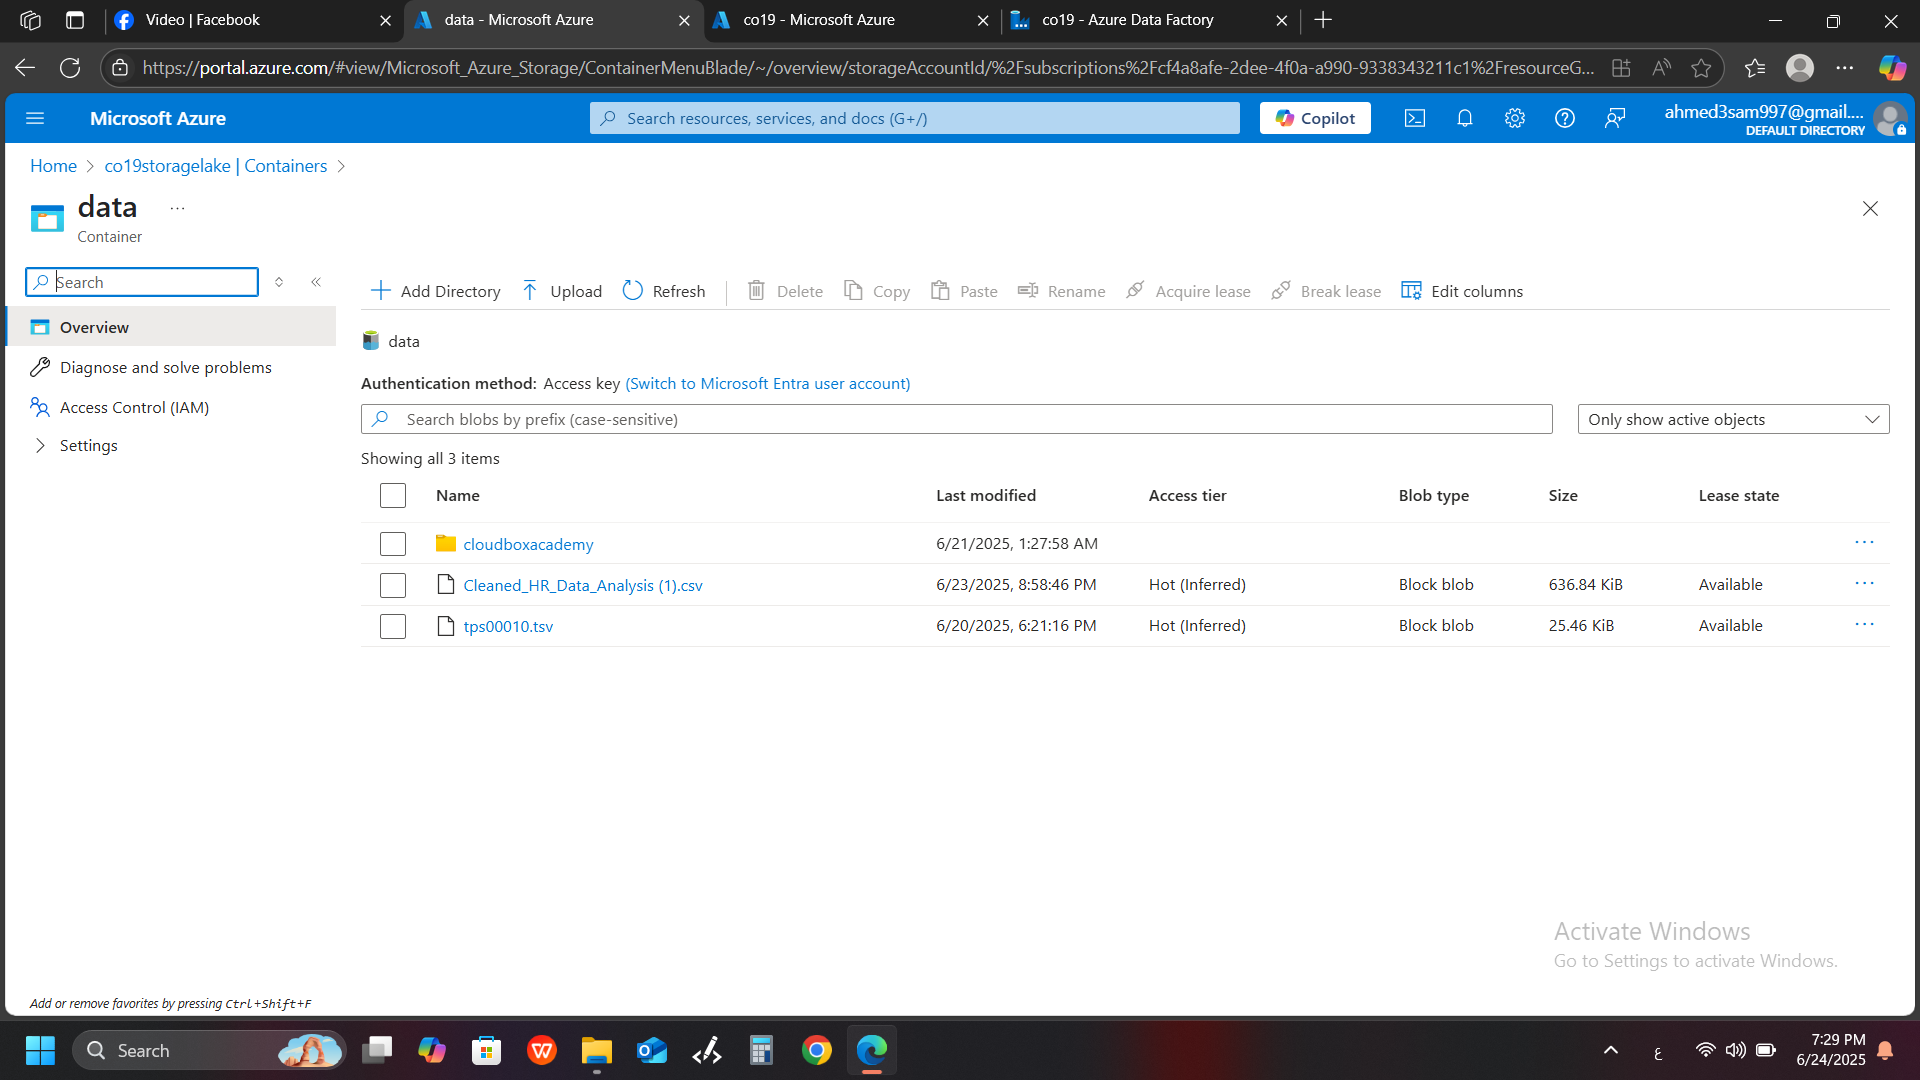 Video | Facebook
data - Microsoft Azure
co19 - Microsoft Azure
co19 - Azure Data Factory
https://portal.azure.com/#view/Microsoft_Azure_Storage/ContainerMenuBlade/~/overview/storageAccountId/%2Fsubscriptions%2Fcf4a8afe-2dee-4f0a-a990-9338343211c1%2FresourceG...
Microsoft Azure
Search resources, services, and docs (G+/)
Copilot
ahmed3sam997@gmail....
DEFAULT DIRECTORY
Home > co19storagelake | Containers >
data ...
Container
Search
Add Directory Upload Refresh Delete Copy Paste Rename Acquire lease Break lease Edit columns
Overview
Diagnose and solve problems
Access Control (IAM)
Settings
data
Authentication method: Access key (Switch to Microsoft Entra user account)
Search blobs by prefix (case-sensitive)
Only show active objects
Showing all 3 items
Name Last modified Access tier Blob type Size Lease state
cloudboxacademy 6/21/2025, 1:27:58 AM ...
Cleaned_HR_Data_Analysis (1).csv 6/23/2025, 8:58:46 PM Hot (Inferred) Block blob 636.84 KiB Available ...
tps00010.tsv 6/20/2025, 6:21:16 PM Hot (Inferred) Block blob 25.46 KiB Available ...
Activate Windows
Go to Settings to activate Windows.
Add or remove favorites by pressing Ctrl+Shift+F
Search
ع
7:29 PM
6/24/2025